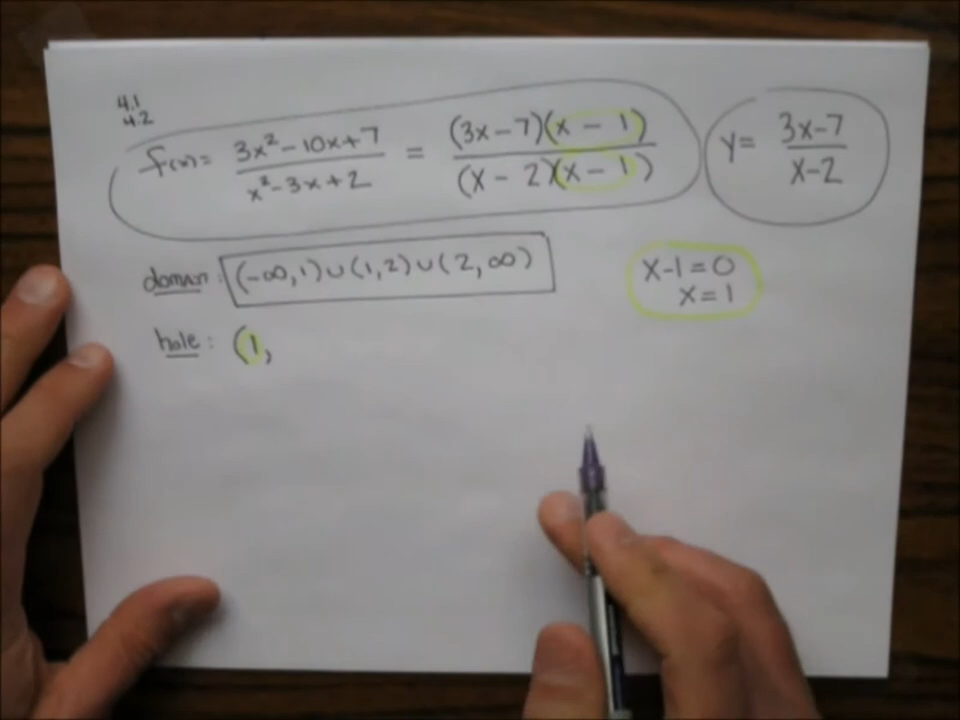 4.1
4.2
f(x) = (3x² - 10x + 7)/(x² - 3x + 2) = ((3x - 7)(x - 1))/((x - 2)(x - 1))
y = (3x - 7)/(x - 2)
domain: (-∞, 1) ∪ (1, 2) ∪ (2, ∞)
x - 1 = 0
x = 1
hole: (1,